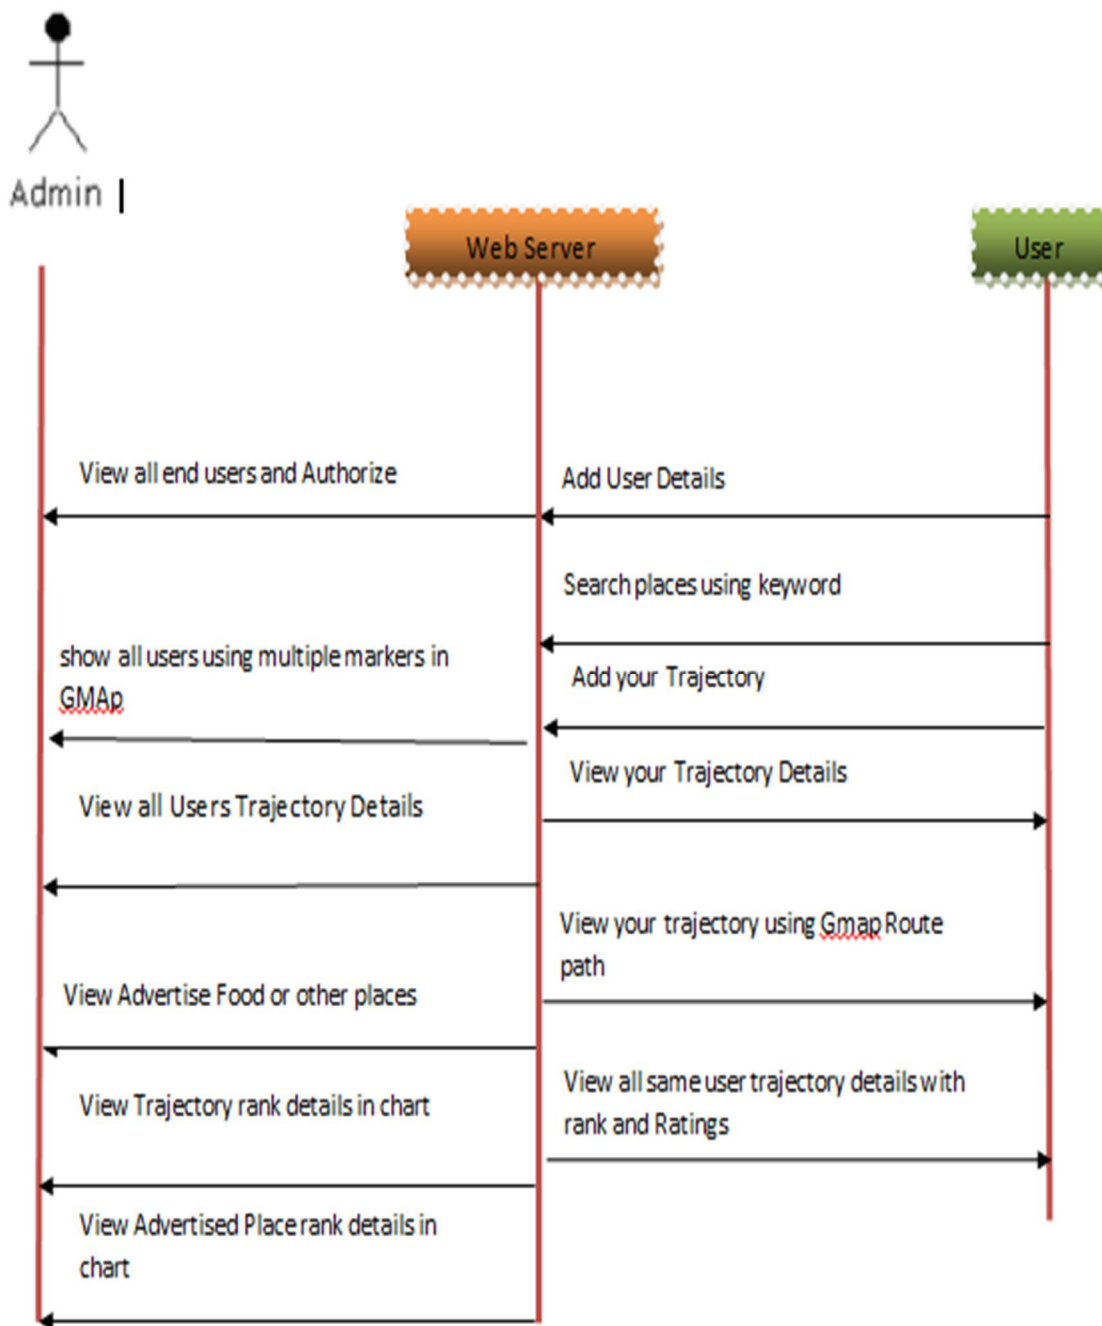 Admin
Web Server
User
View all end users and Authorize
Add User Details
Search places using keyword
show all users using multiple markers in
GMAp
Add your Trajectory
View your Trajectory Details
View all Users Trajectory Details
View your trajectory using Gmap Route
path
View Advertise Food or other places
View all same user trajectory details with
rank and Ratings
View Trajectory rank details in chart
View Advertised Place rank details in
chart